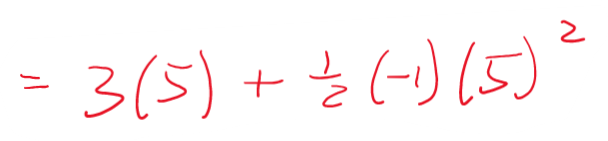 = 3(5) + 1/2 (-1)(5)²